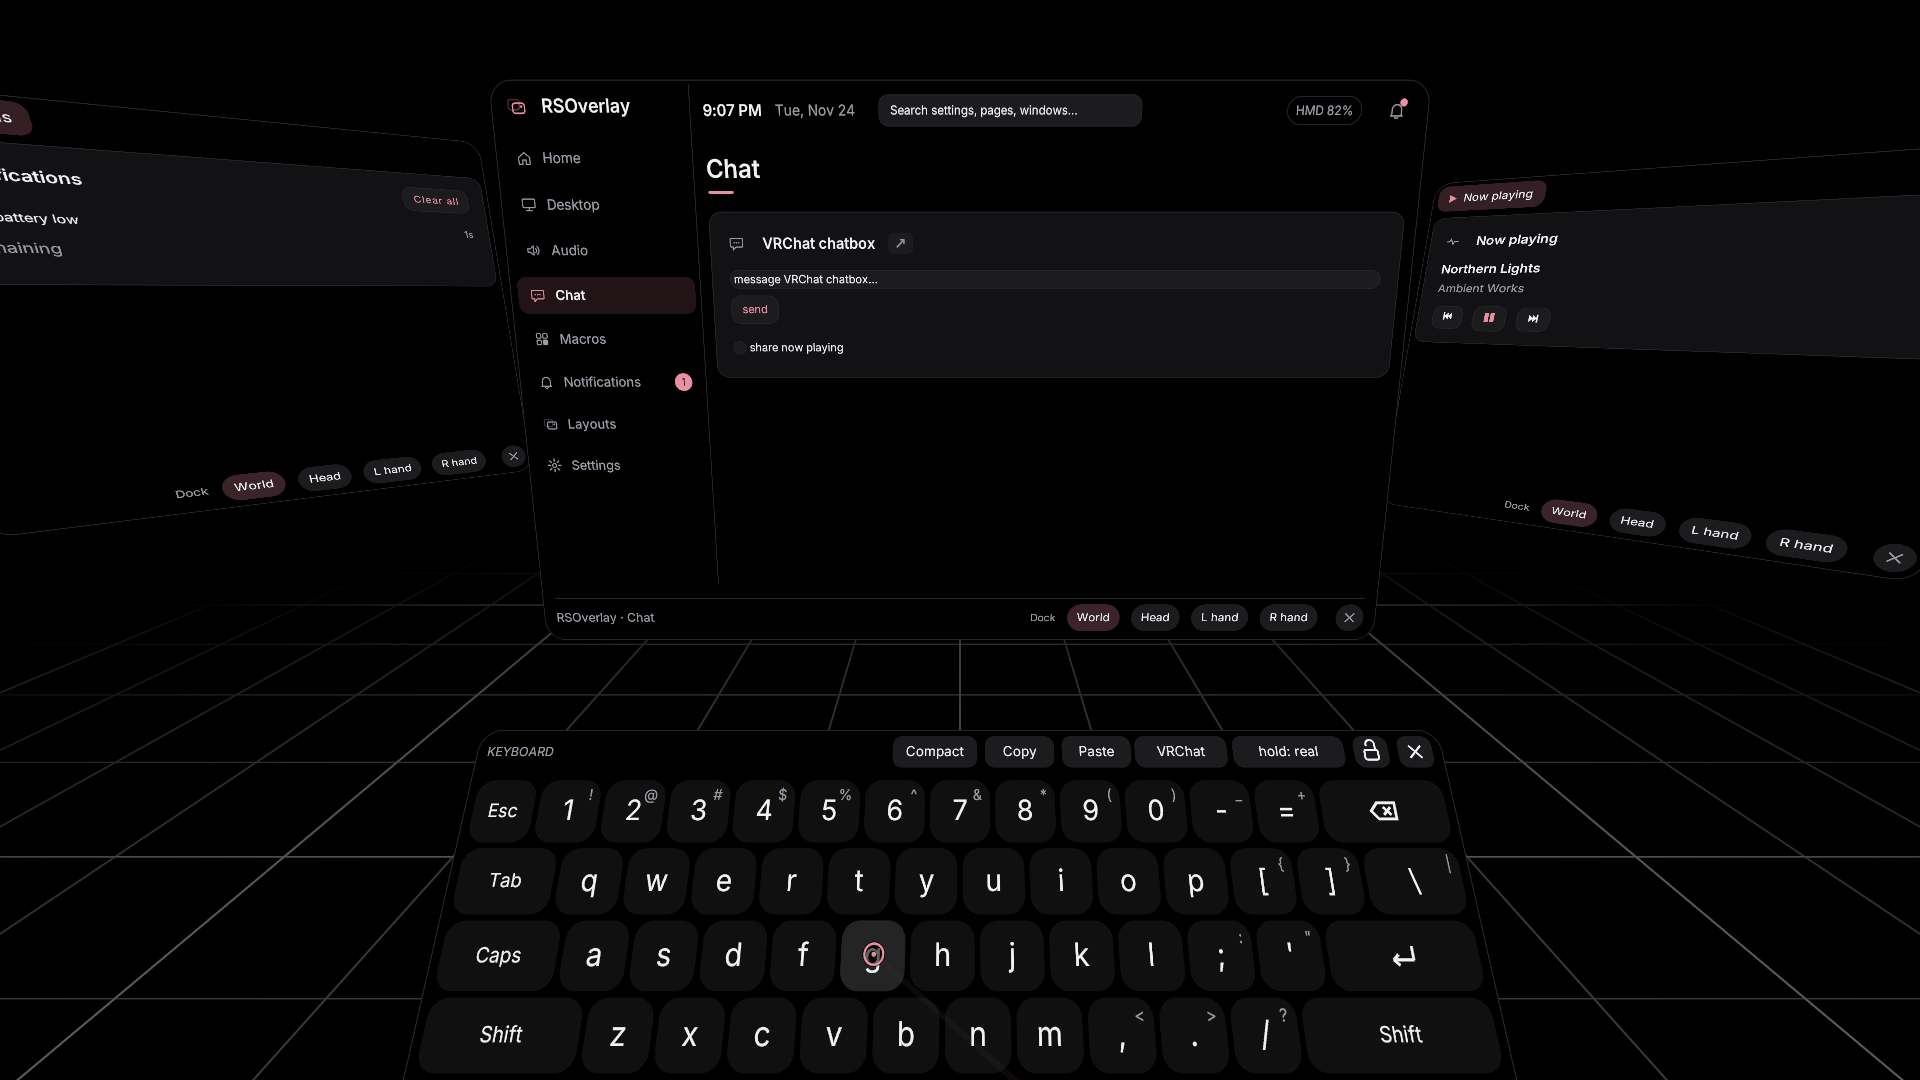 RSOverlay
Home
Desktop
Audio
Chat
Macros
Notifications 1
Layouts
Settings
9:07 PM Tue, Nov 24
Search settings, pages, windows...
HMD 82%
Chat
VRChat chatbox
message VRChat chatbox...
send
share now playing
RSOverlay · Chat
Dock World Head L hand R hand
Clear all
battery low
1s
Dock World Head L hand R hand
Now playing
Now playing
Northern Lights
Ambient Works
Dock World Head L hand R hand
KEYBOARD Compact Copy Paste VRChat hold: real
Esc 1 ! 2 @ 3 # 4 $ 5 % 6 ^ 7 & 8 * 9 ( 0 ) - _ = +
Tab q w e r t y u i o p [ { ] } \ |
Caps a s d f g h j k l ; : ' "
Shift z x c v b n m , < . > / ? Shift